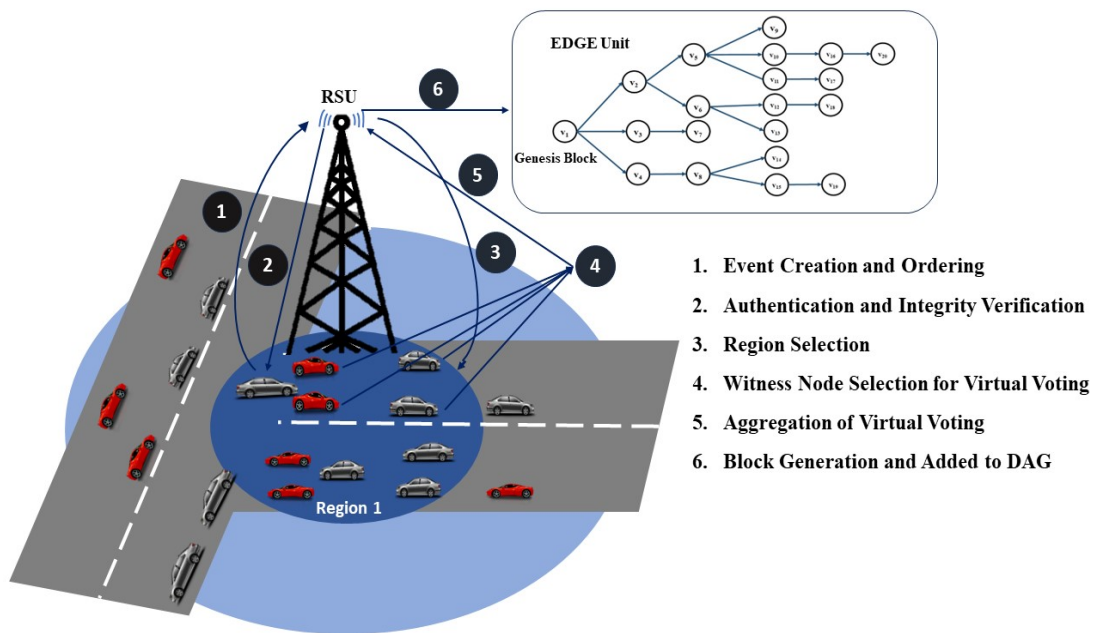 EDGE Unit
v9
v5
v10
v16
v20
v2
v11
v17
RSU
6
v6
v12
v18
v1
v3
v7
v13
Genesis Block
v14
5
v4
v8
v15
v19
1
3
2
4
1. Event Creation and Ordering
2. Authentication and Integrity Verification
3. Region Selection
4. Witness Node Selection for Virtual Voting
5. Aggregation of Virtual Voting
6. Block Generation and Added to DAG
Region 1